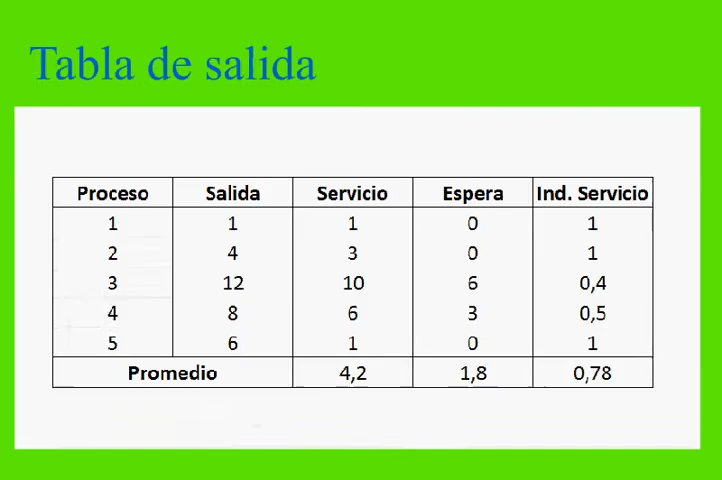 Tabla de salida
Proceso Salida Servicio Espera Ind. Servicio
1 1 1 0 1
2 4 3 0 1
3 12 10 6 0,4
4 8 6 3 0,5
5 6 1 0 1
Promedio 4,2 1,8 0,78